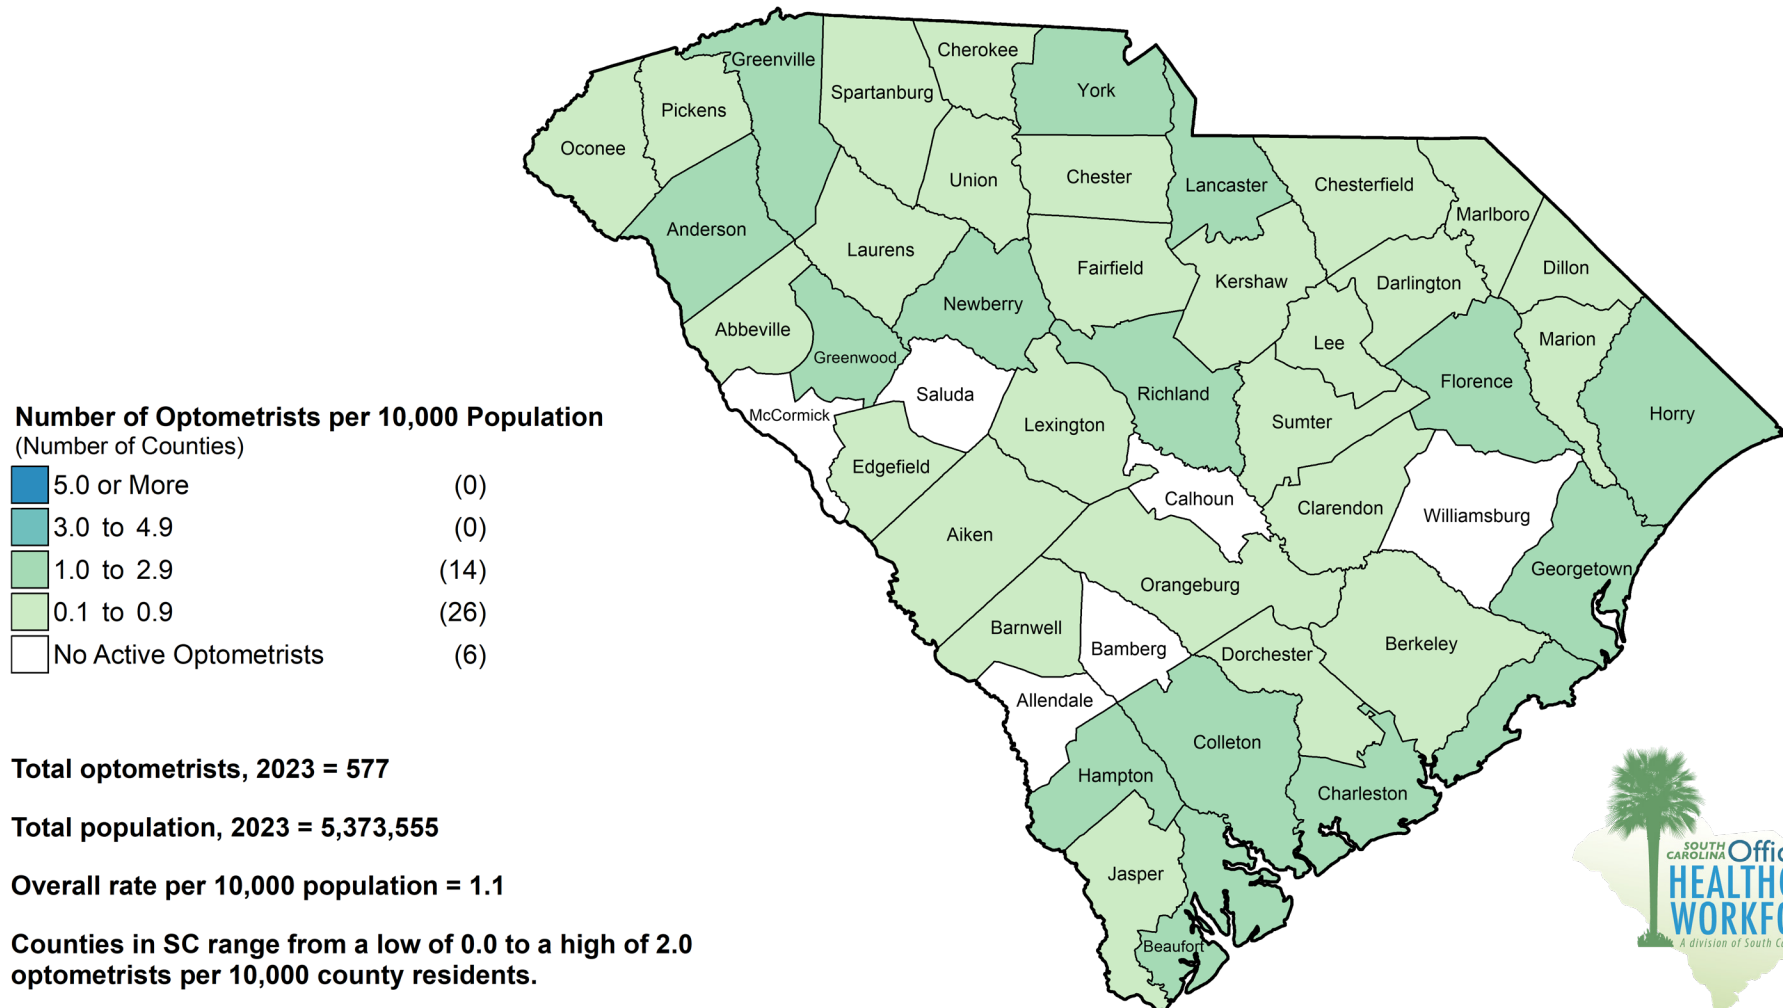 Greenville
Cherokee
York
Spartanburg
Pickens
Oconee
Union
Chester
Lancaster
Chesterfield
Marlboro
Anderson
Laurens
Fairfield
Kershaw
Darlington
Dillon
Newberry
Abbeville
Greenwood
Lee
Marion
Saluda
Richland
Florence
Horry
McCormick
Lexington
Sumter
Edgefield
Calhoun
Clarendon
Williamsburg
Aiken
Orangeburg
Georgetown
Barnwell
Bamberg
Dorchester
Berkeley
Allendale
Colleton
Hampton
Charleston
Jasper
Beaufort
Number of Optometrists per 10,000 Population
(Number of Counties)
5.0 or More (0)
3.0 to 4.9 (0)
1.0 to 2.9 (14)
0.1 to 0.9 (26)
No Active Optometrists (6)
Total optometrists, 2023 = 577
Total population, 2023 = 5,373,555
Overall rate per 10,000 population = 1.1
Counties in SC range from a low of 0.0 to a high of 2.0
optometrists per 10,000 county residents.
SOUTH
CAROLINA
A division of South